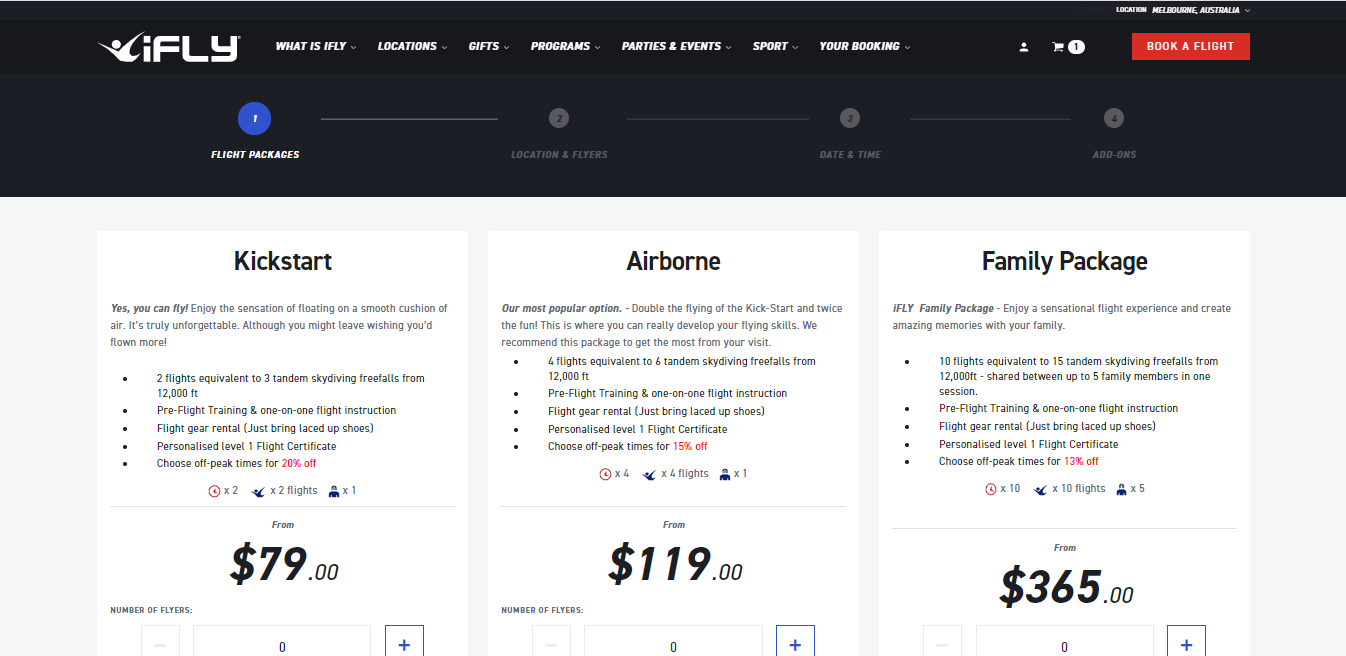 LOCATION MELBOURNE, AUSTRALIA
iFLY®
WHAT IS IFLY LOCATIONS GIFTS PROGRAMS PARTIES & EVENTS SPORT YOUR BOOKING 1 BOOK A FLIGHT
1 2 3 4
FLIGHT PACKAGES LOCATION & FLYERS DATE & TIME ADD-ONS
Kickstart
Yes, you can fly! Enjoy the sensation of floating on a smooth cushion of
air. It's truly unforgettable. Although you might leave wishing you'd
flown more!
• 2 flights equivalent to 3 tandem skydiving freefalls from
12,000 ft
• Pre-Flight Training & one-on-one flight instruction
• Flight gear rental (Just bring laced up shoes)
• Personalised level 1 Flight Certificate
• Choose off-peak times for 20% off
x 2 x 2 flights x 1
From
$79.00
NUMBER OF FLYERS:
− 0 +
Airborne
Our most popular option. - Double the flying of the Kick-Start and twice
the fun! This is where you can really develop your flying skills. We
recommend this package to get the most from your visit.
• 4 flights equivalent to 6 tandem skydiving freefalls from
12,000 ft
• Pre-Flight Training & one-on-one flight instruction
• Flight gear rental (Just bring laced up shoes)
• Personalised level 1 Flight Certificate
• Choose off-peak times for 15% off
x 4 x 4 flights x 1
From
$119.00
NUMBER OF FLYERS:
− 0 +
Family Package
iFLY Family Package - Enjoy a sensational flight experience and create
amazing memories with your family.
• 10 flights equivalent to 15 tandem skydiving freefalls from
12,000ft - shared between up to 5 family members in one
session.
• Pre-Flight Training & one-on-one flight instruction
• Flight gear rental (Just bring laced up shoes)
• Personalised level 1 Flight Certificate
• Choose off-peak times for 13% off
x 10 x 10 flights x 5
From
$365.00
− 0 +